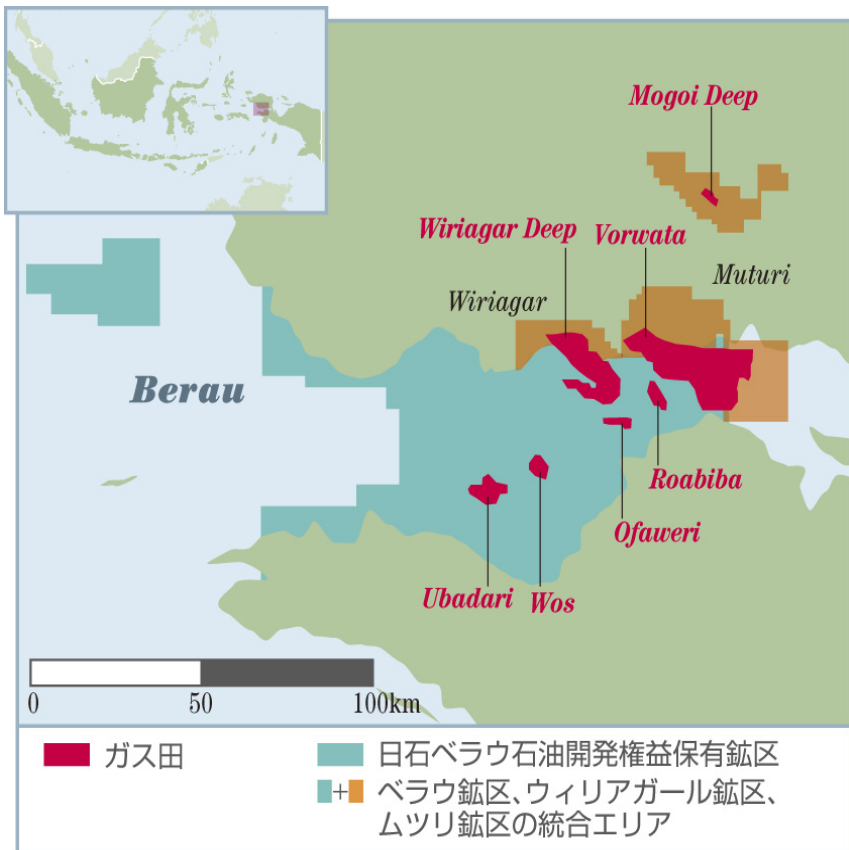 Mogoi Deep
Wiriagar Deep
Vorwata
Muturi
Wiriagar
Berau
Roabiba
Ofaweri
Ubadari
Wos
0
50
100km
ガス田
日石ベラウ石油開発権益保有鉱区
+
ベラウ鉱区、ウィリアガール鉱区、
ムツリ鉱区の統合エリア